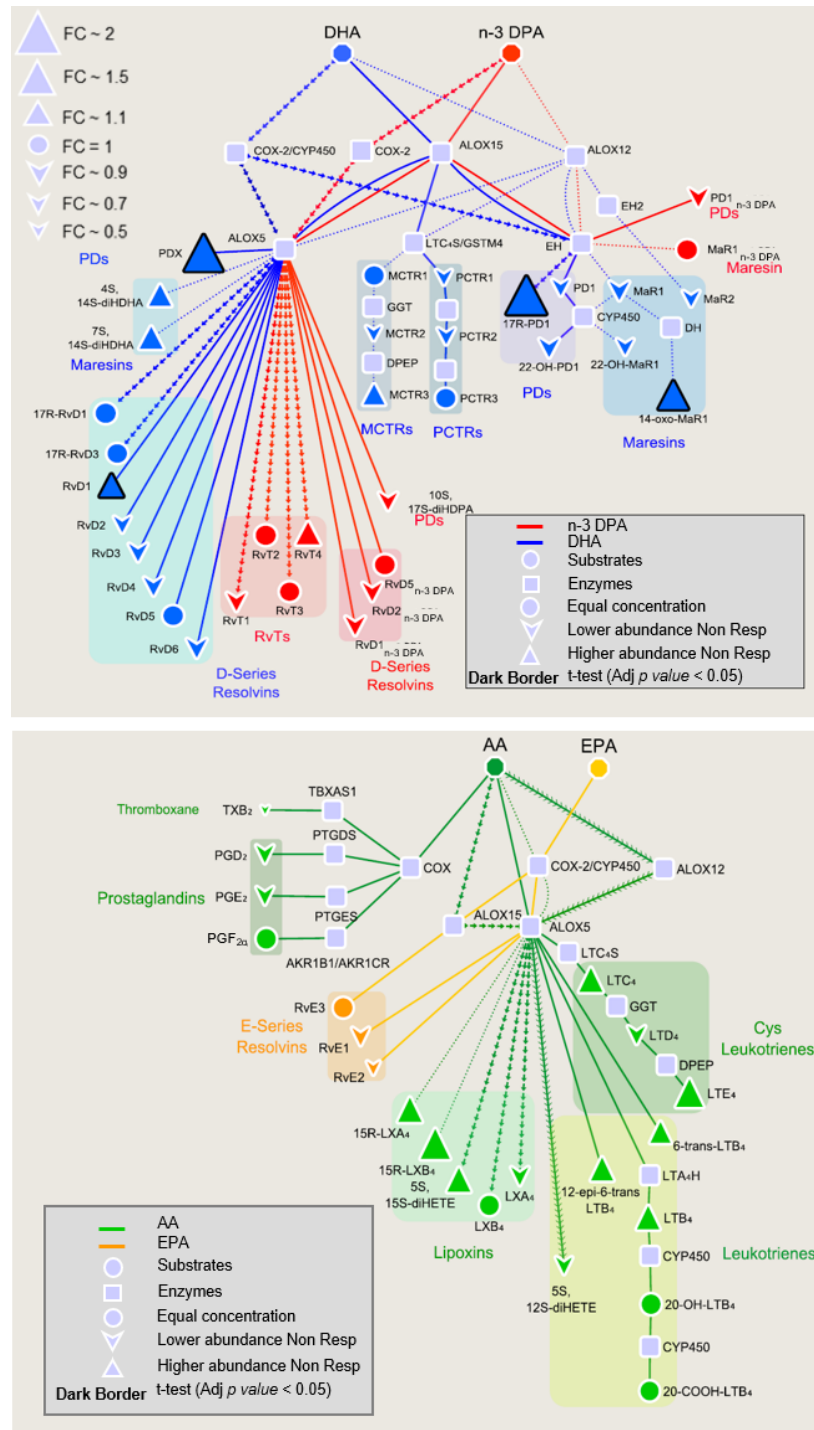 FC ~ 2
FC ~ 1.5
FC ~ 1.1
FC = 1
FC ~ 0.9
FC ~ 0.7
FC ~ 0.5
DHA
n-3 DPA
COX-2/CYP450
COX-2
ALOX15
ALOX12
EH2
PD1 n-3 DPA
PDs
MaR1 n-3 DPA
Maresin
PDs
ALOX5
PDX
LTC₄S/GSTM4
EH
4S,
14S-diHDHA
7S,
14S-diHDHA
Maresins
MCTR1
GGT
MCTR2
DPEP
MCTR3
MCTRs
PCTR1
PCTR2
PCTR3
PCTRs
17R-PD1
PD1
CYP450
22-OH-PD1
PDs
MaR1
MaR2
DH
22-OH-MaR1
14-oxo-MaR1
Maresins
17R-RvD1
17R-RvD3
RvD1
RvD2
RvD3
RvD4
RvD5
RvD6
D-Series
Resolvins
RvT2
RvT4
RvT3
RvT1
RvTs
10S,
17S-diHDPA
PDs
RvD5 n-3 DPA
RvD2 n-3 DPA
RvD1 n-3 DPA
D-Series
Resolvins
n-3 DPA
DHA
Substrates
Enzymes
Equal concentration
Lower abundance Non Resp
Higher abundance Non Resp
Dark Border t-test (Adj p value < 0.05)
AA
EPA
Thromboxane
TXB₂
TBXAS1
PTGDS
PGD₂
Prostaglandins
PGE₂
PTGES
PGF₂α
AKR1B1/AKR1CR
COX
COX-2/CYP450
ALOX12
ALOX15
ALOX5
LTC4S
LTC₄
GGT
LTD₄
DPEP
LTE₄
Cys
Leukotrienes
RvE3
E-Series
Resolvins
RvE1
RvE2
15R-LXA₄
15R-LXB₄
5S,
15S-diHETE
LXB₄
LXA₄
Lipoxins
6-trans-LTB₄
12-epi-6-trans
LTB₄
LTA₄H
LTB₄
CYP450
Leukotrienes
5S,
12S-diHETE
20-OH-LTB₄
CYP450
20-COOH-LTB₄
AA
EPA
Substrates
Enzymes
Equal concentration
Lower abundance Non Resp
Higher abundance Non Resp
Dark Border t-test (Adj p value < 0.05)